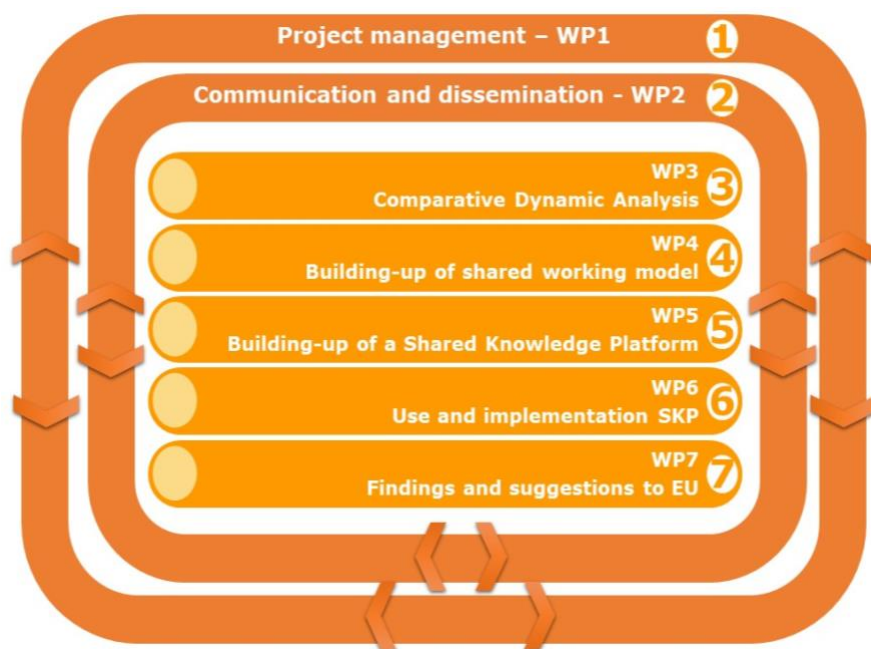 Project management – WP1 1
Communication and dissemination - WP2 2
WP3
Comparative Dynamic Analysis 3
WP4
Building-up of shared working model 4
WP5
Building-up of a Shared Knowledge Platform 5
WP6
Use and implementation SKP 6
WP7
Findings and suggestions to EU 7